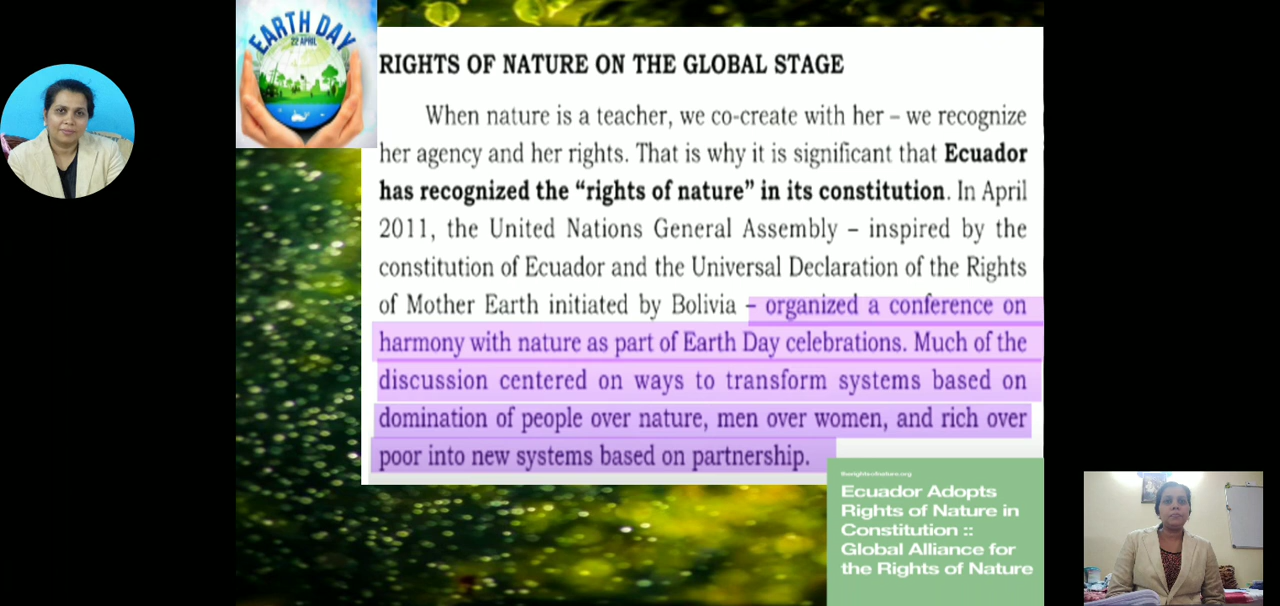 EARTH DAY
22 APRIL
RIGHTS OF NATURE ON THE GLOBAL STAGE
When nature is a teacher, we co-create with her – we recognize
her agency and her rights. That is why it is significant that Ecuador
has recognized the “rights of nature” in its constitution. In April
2011, the United Nations General Assembly – inspired by the
constitution of Ecuador and the Universal Declaration of the Rights
of Mother Earth initiated by Bolivia – organized a conference on
harmony with nature as part of Earth Day celebrations. Much of the
discussion centered on ways to transform systems based on
domination of people over nature, men over women, and rich over
poor into new systems based on partnership.
therightsofnature.org
Ecuador Adopts
Rights of Nature in
Constitution ::
Global Alliance for
the Rights of Nature